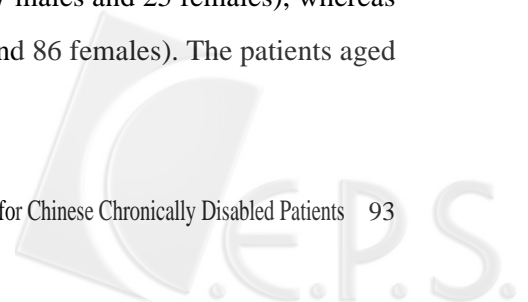 males and 25 females), whereas
nd 86 females). The patients aged
for Chinese Chronically Disabled Patients 93
C.E.P.S.